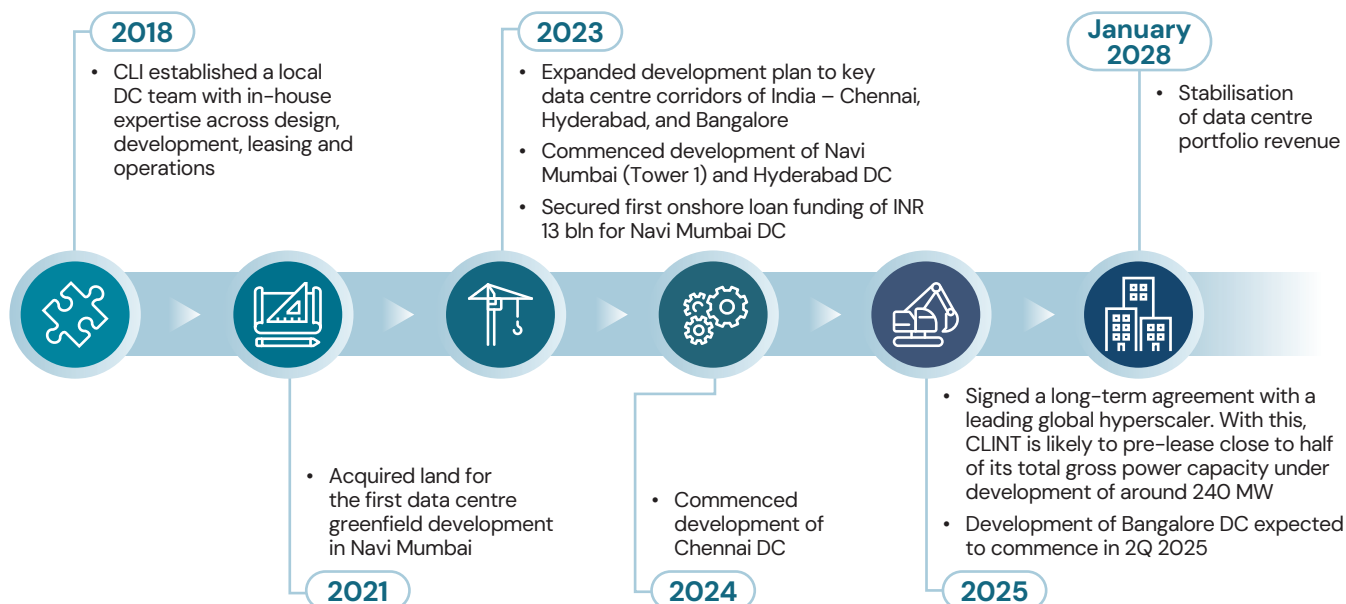 2018
• CLI established a local
DC team with in-house
expertise across design,
development, leasing and
operations
2021
• Acquired land for
the first data centre
greenfield development
in Navi Mumbai
2023
• Expanded development plan to key
data centre corridors of India – Chennai,
Hyderabad, and Bangalore
• Commenced development of Navi
Mumbai (Tower 1) and Hyderabad DC
• Secured first onshore loan funding of INR
13 bln for Navi Mumbai DC
2024
• Commenced
development of
Chennai DC
2025
• Signed a long-term agreement with a
leading global hyperscaler. With this,
CLINT is likely to pre-lease close to half
of its total gross power capacity under
development of around 240 MW
• Development of Bangalore DC expected
to commence in 2Q 2025
January
2028
• Stabilisation
of data centre
portfolio revenue